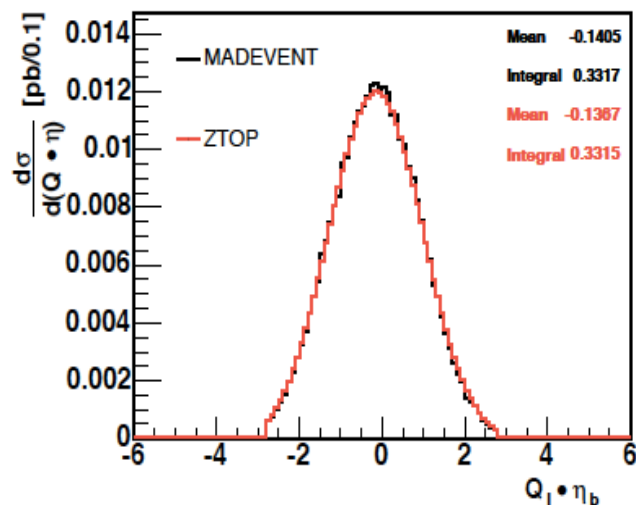 dσ
d(Q • η) [pb/0.1]
0.014
0.012
0.01
0.008
0.006
0.004
0.002
0
MADEVENT
ZTOP
Mean -0.1405
Integral 0.3317
Mean -0.1367
Integral 0.3315
-6 -4 -2 0 2 4 6
Q_l • η_b